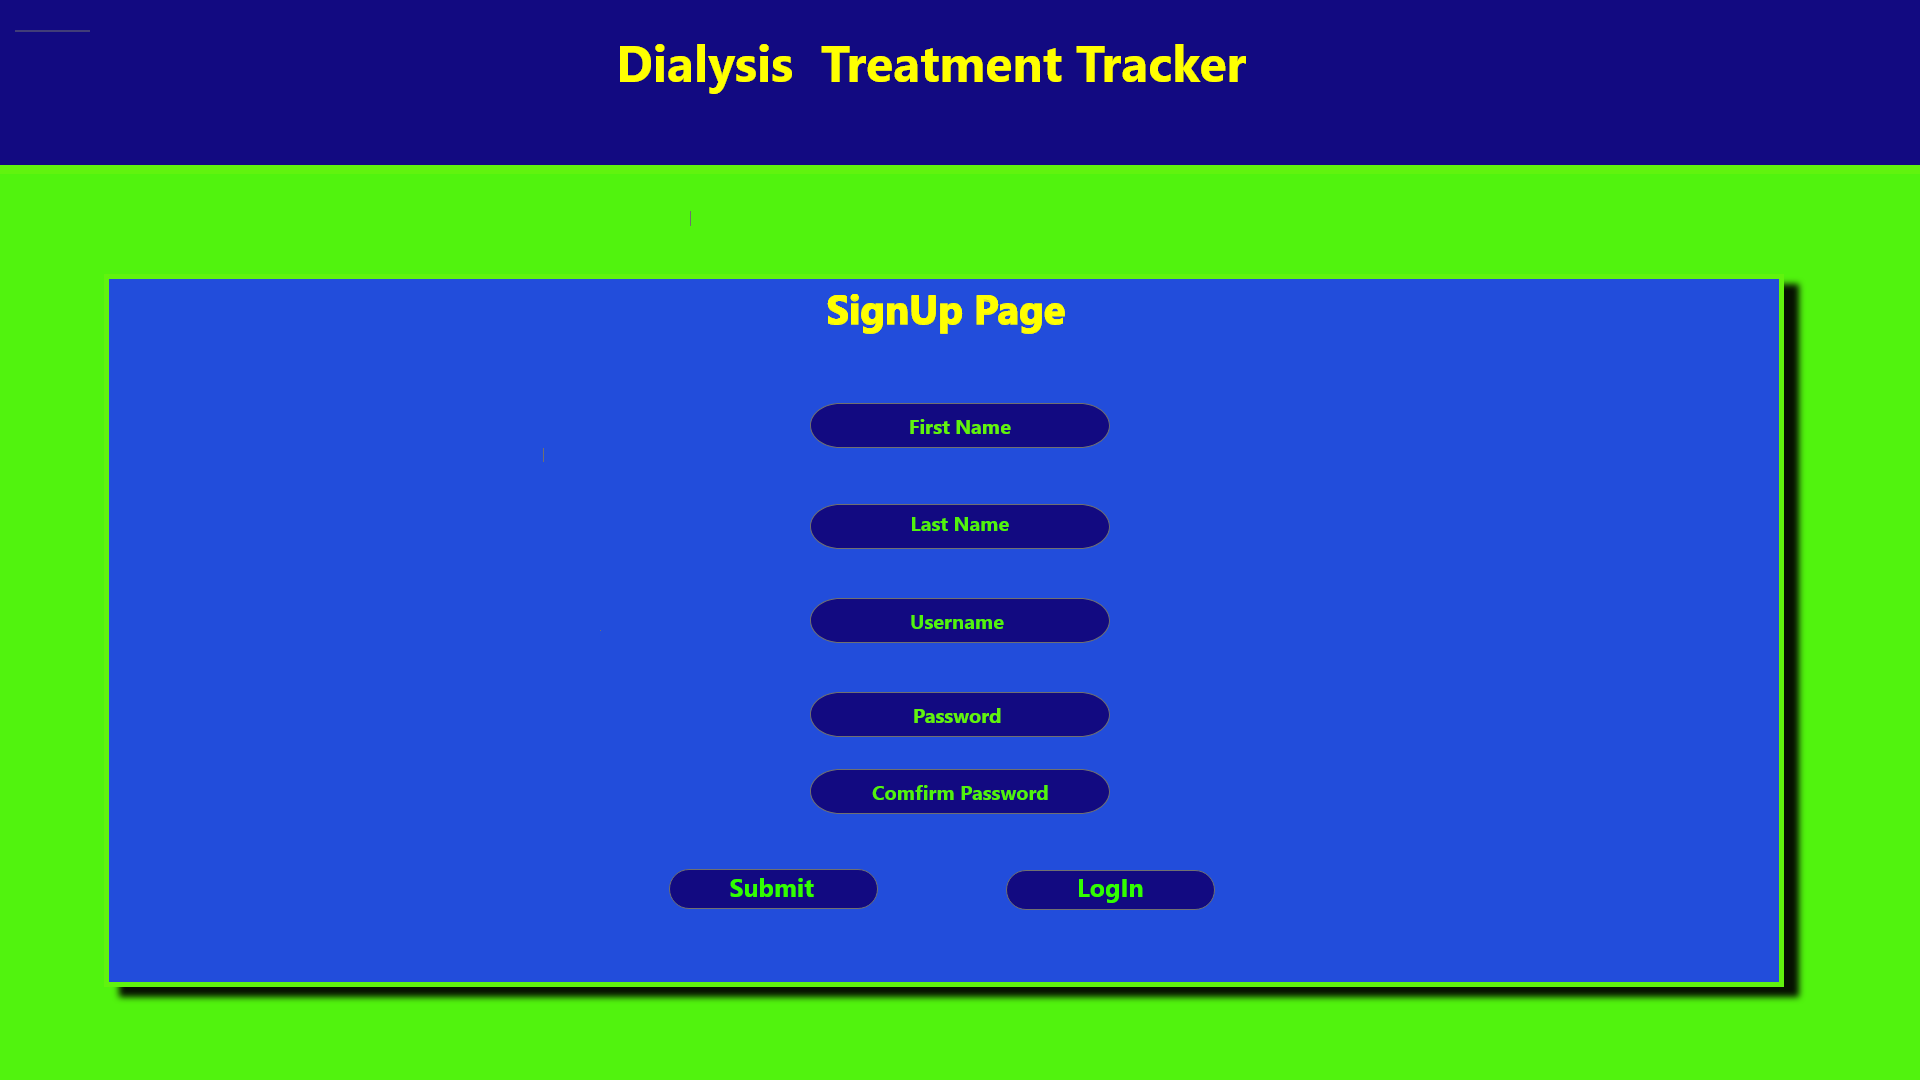 Dialysis  Treatment Tracker
SignUp Page
First Name
Last Name
Username
Password
Comfirm Password
Submit
LogIn